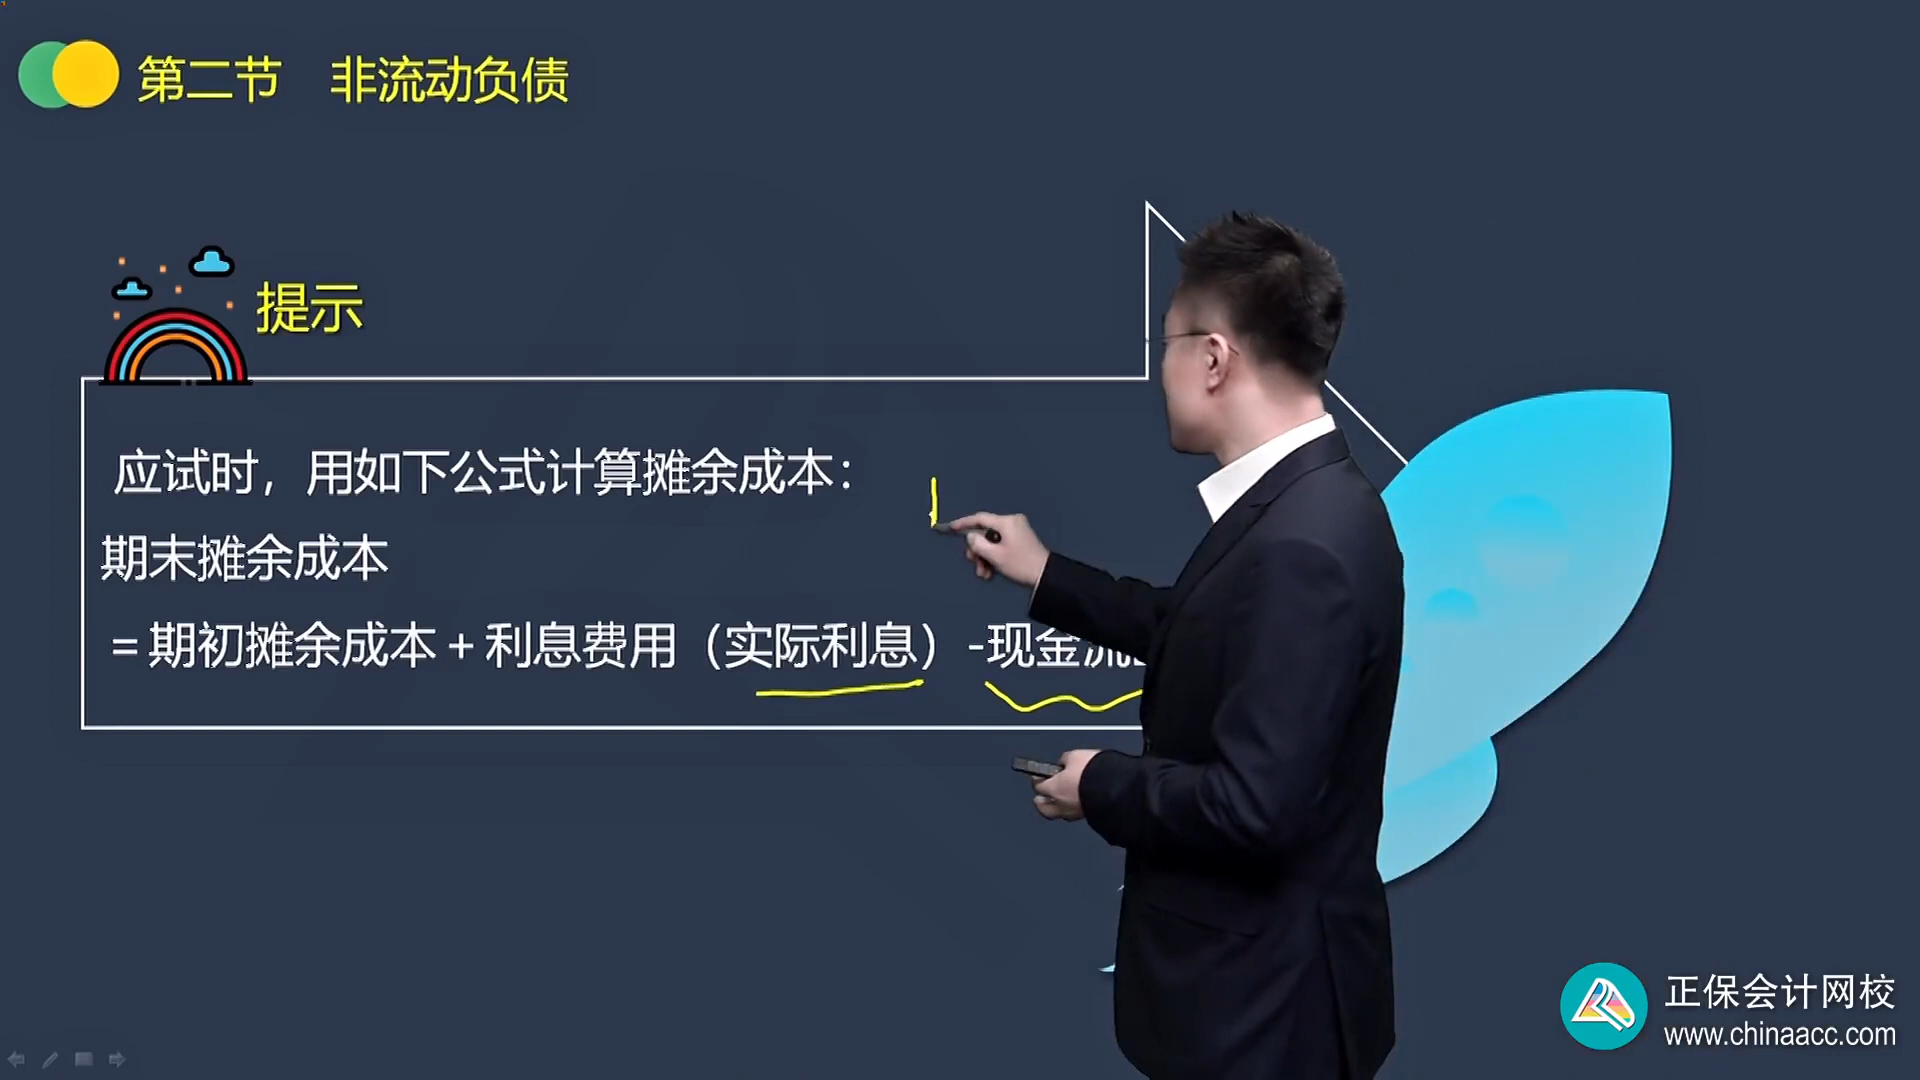 第二节 非流动负债
提示
应试时，用如下公式计算摊余成本：
期末摊余成本
＝期初摊余成本＋利息费用（实际利息）-现金流
正保会计网校
www.chinaacc.com